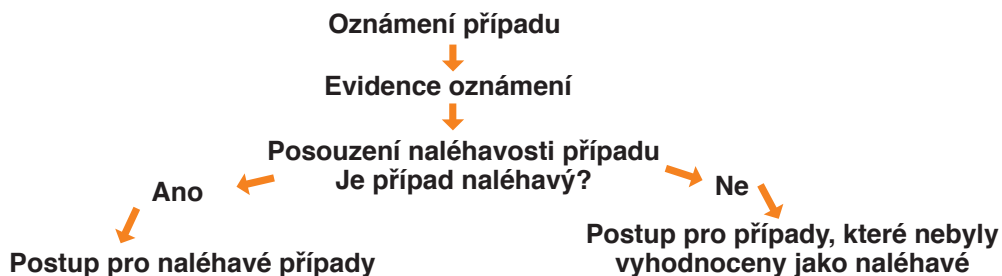 Oznámení případu
Evidence oznámení
Posouzení naléhavosti případu
Je případ naléhavý?
Ano
Ne
Postup pro naléhavé případy
Postup pro případy, které nebyly
vyhodnoceny jako naléhavé